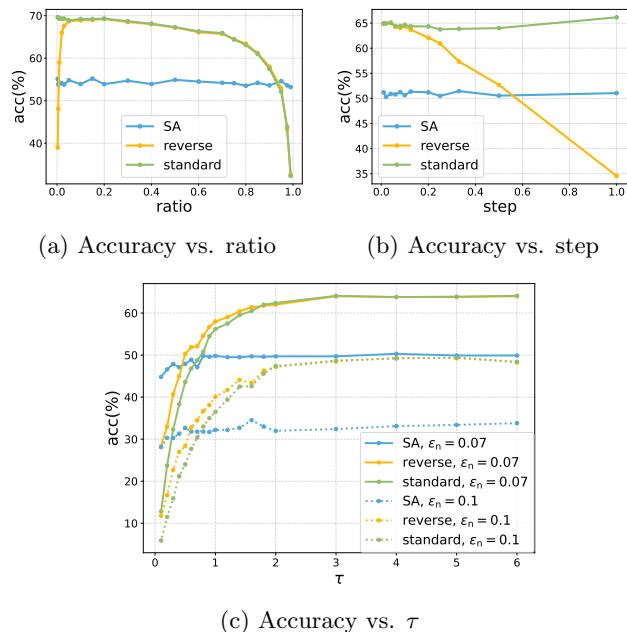 70
60
50
40
acc(%)
SA
reverse
standard
0.0 0.2 0.4 0.6 0.8 1.0
ratio
(a) Accuracy vs. ratio
65
60
55
50
45
40
35
acc(%)
SA
reverse
standard
0.0 0.2 0.4 0.6 0.8 1.0
step
(b) Accuracy vs. step
60
50
40
30
20
10
acc(%)
SA, εn = 0.07
reverse, εn = 0.07
standard, εn = 0.07
SA, εn = 0.1
reverse, εn = 0.1
standard, εn = 0.1
0 1 2 3 4 5 6
τ
(c) Accuracy vs. τ